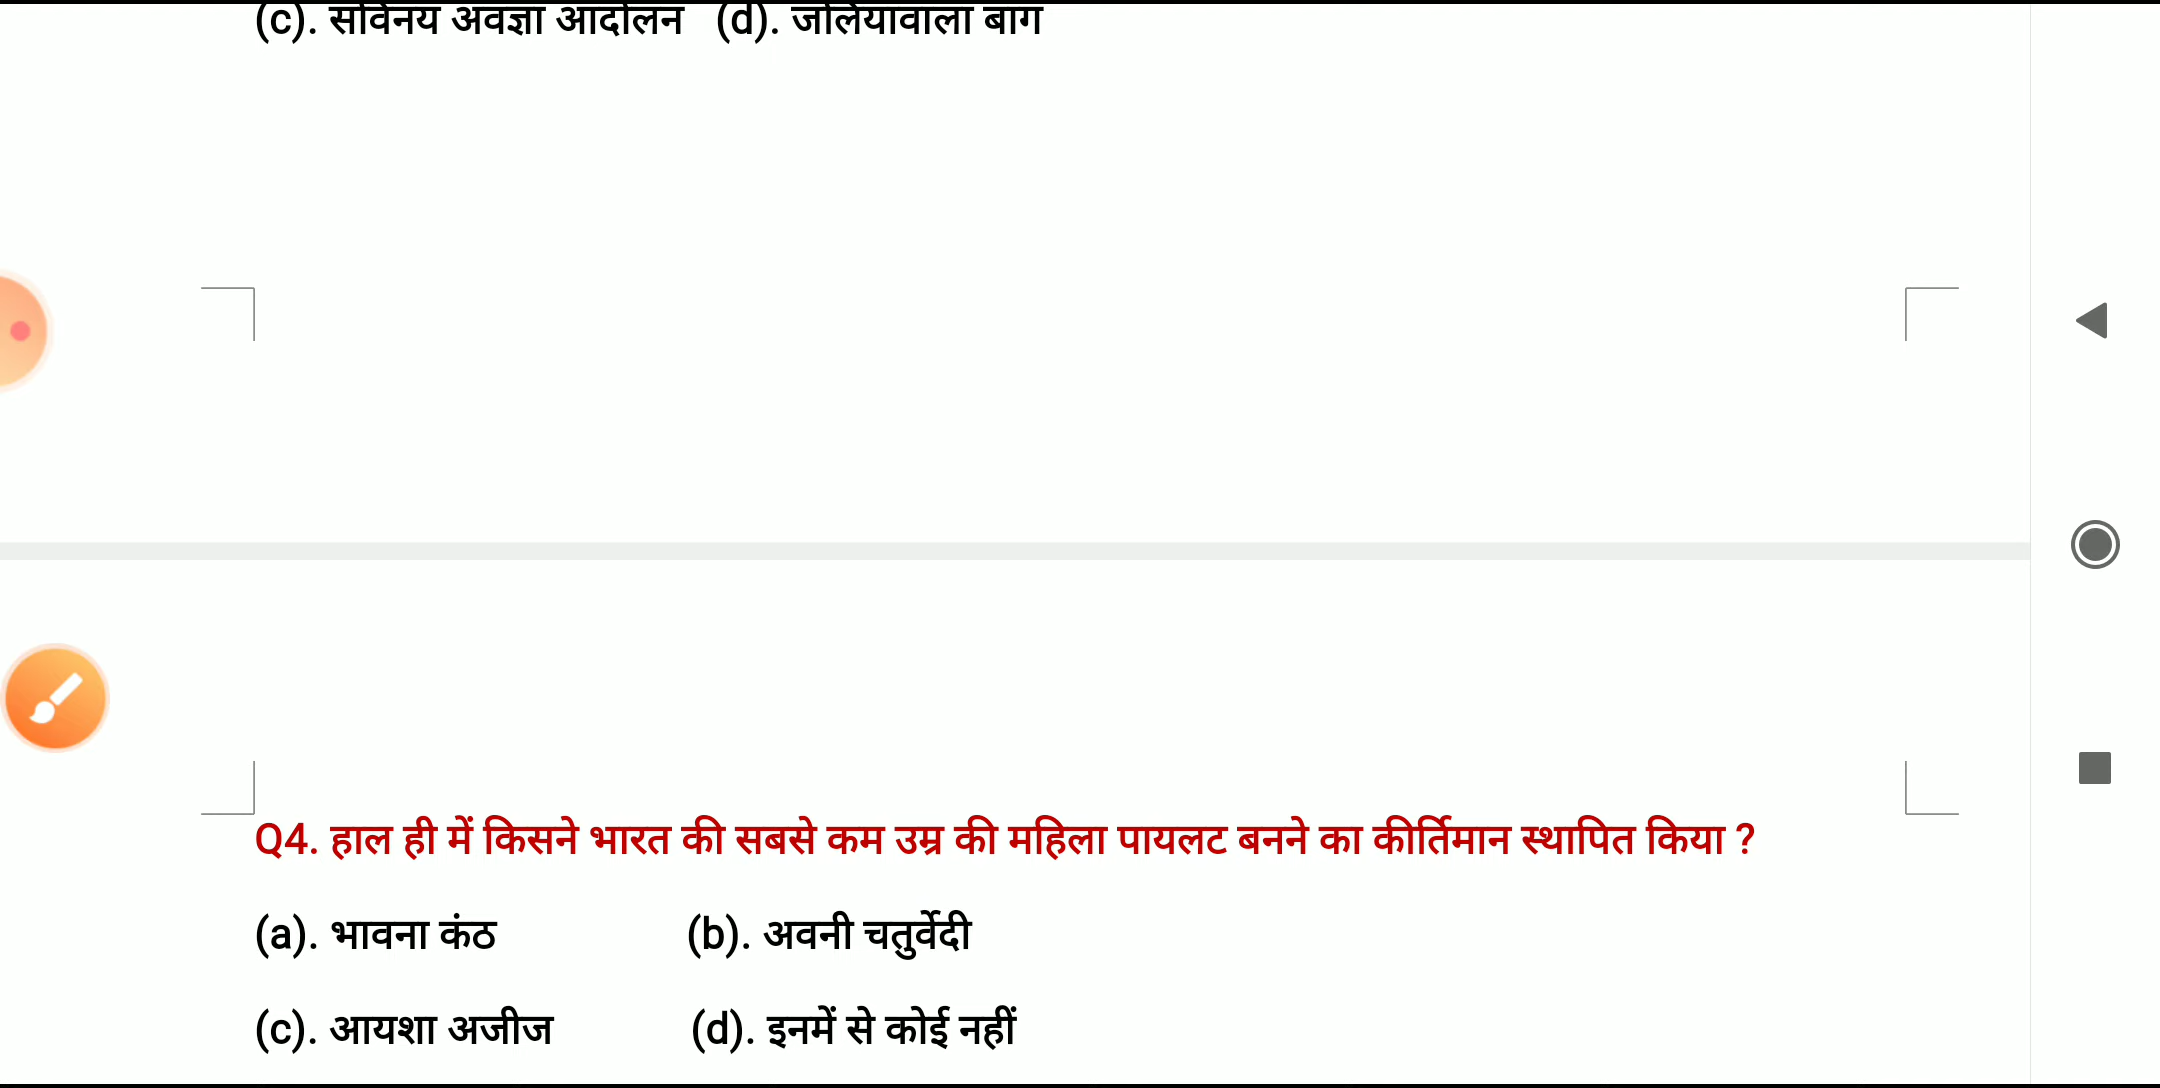 (c). सविनय अवज्ञा आंदोलन (d). जलियांवाला बाग
Q4. हाल ही में किसने भारत की सबसे कम उम्र की महिला पायलट बनने का कीर्तिमान स्थापित किया ?
(a). भावना कंठ (b). अवनी चतुर्वेदी
(c). आयशा अजीज (d). इनमें से कोई नहीं